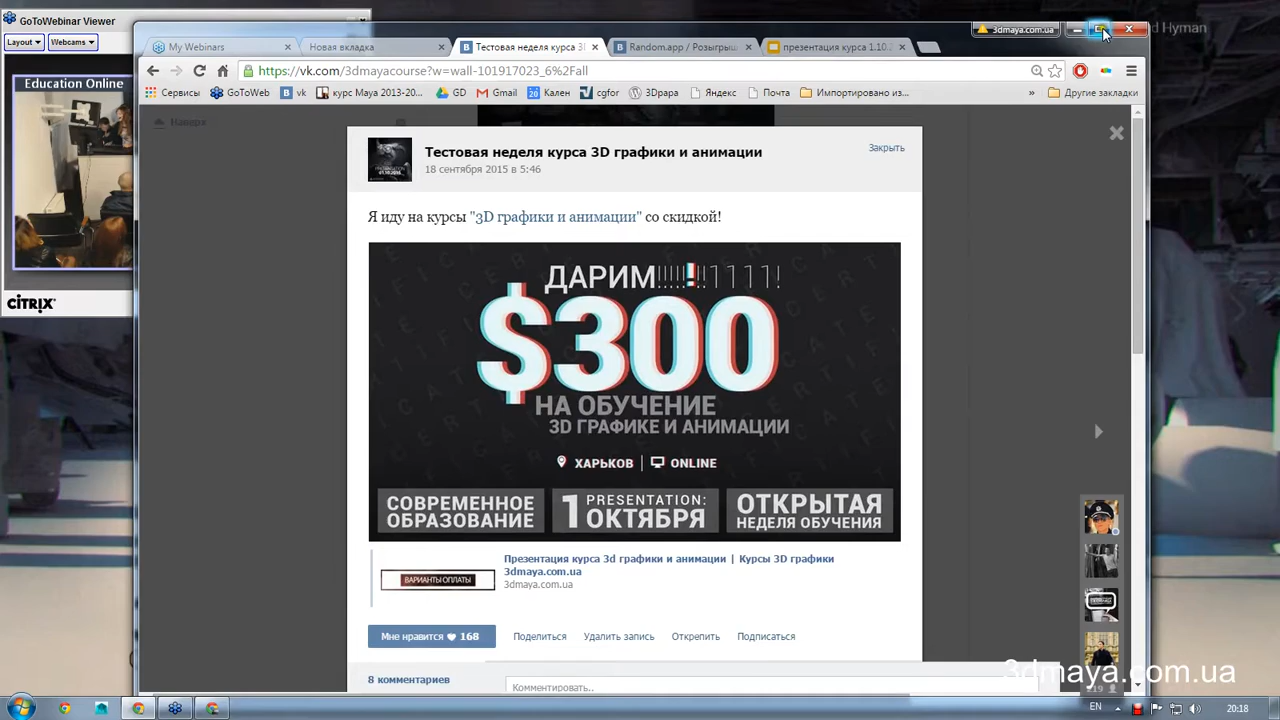 GoToWebinar Viewer
Layout
Webcams
Education Online
CITRIX
3dmaya.com.ua
d Hyman
My Webinars
Новая вкладка
Тестовая неделя курса 3
Random.app / Розыгрыш
презентация курса 1.10.
https://vk.com/3dmayacourse?w=wall-101917023_6%2Fall
Сервисы
GoToWeb
vk
курс Maya 2013-20...
GD
Gmail
Кален
cgfor
3Dpapa
Яндекс
Почта
Импортировано из...
»
Другие закладки
Наверх
Тестовая неделя курса 3D графики и анимации
18 сентября 2015 в 5:46
Закрыть
Я иду на курсы "3D графики и анимации" со скидкой!
ДАРИМ!!!!!!!!1111!
$300
НА ОБУЧЕНИЕ
3D ГРАФИКЕ И АНИМАЦИИ
ХАРЬКОВ | ONLINE
СОВРЕМЕННОЕ
ОБРАЗОВАНИЕ
1 PRESENTATION:
ОКТЯБРЯ
ОТКРЫТАЯ
НЕДЕЛЯ ОБУЧЕНИЯ
ВАРИАНТЫ ОПЛАТЫ
Презентация курса 3d графики и анимации | Курсы 3D графики
3dmaya.com.ua
3dmaya.com.ua
Мне нравится 168
Поделиться
Удалить запись
Открепить
Подписаться
8 комментариев
Комментировать..
3dmaya.com.ua
EN
20:18